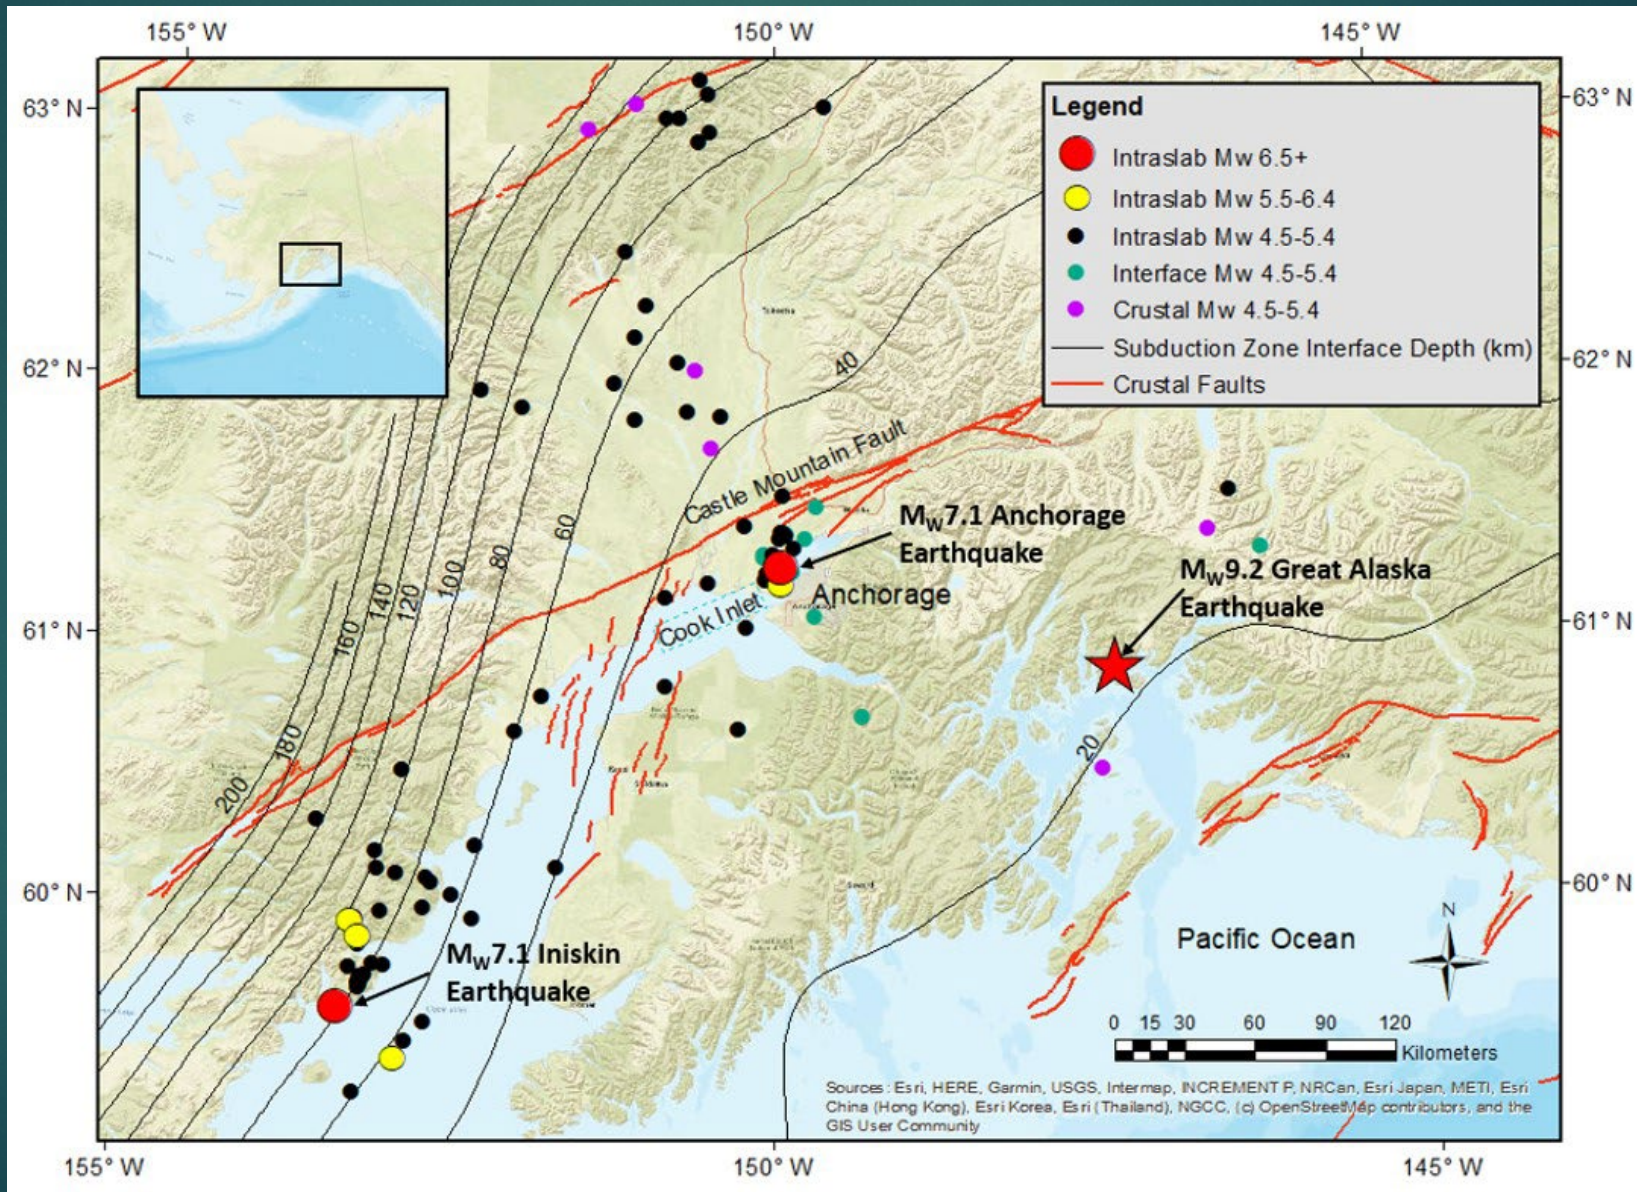 155° W
150° W
145° W
63° N
63° N
Legend
Intraslab Mw 6.5+
Intraslab Mw 5.5-6.4
Intraslab Mw 4.5-5.4
Interface Mw 4.5-5.4
Crustal Mw 4.5-5.4
Subduction Zone Interface Depth (km)
Crustal Faults
62° N
62° N
40
Castle Mountain Fault
60
80
100
120
140
160
180
200
MW7.1 Anchorage
Earthquake
Anchorage
Cook Inlet
MW9.2 Great Alaska
Earthquake
61° N
61° N
20
60° N
60° N
MW7.1 Iniskin
Earthquake
Pacific Ocean
N
0 15 30 60 90 120
Kilometers
Sources: Esri, HERE, Garmin, USGS, Intermap, INCREMENT P, NRCan, Esri Japan, METI, Esri
China (Hong Kong), Esri Korea, Esri (Thailand), NGCC, (c) OpenStreetMap contributors, and the
GIS User Community
155° W
150° W
145° W